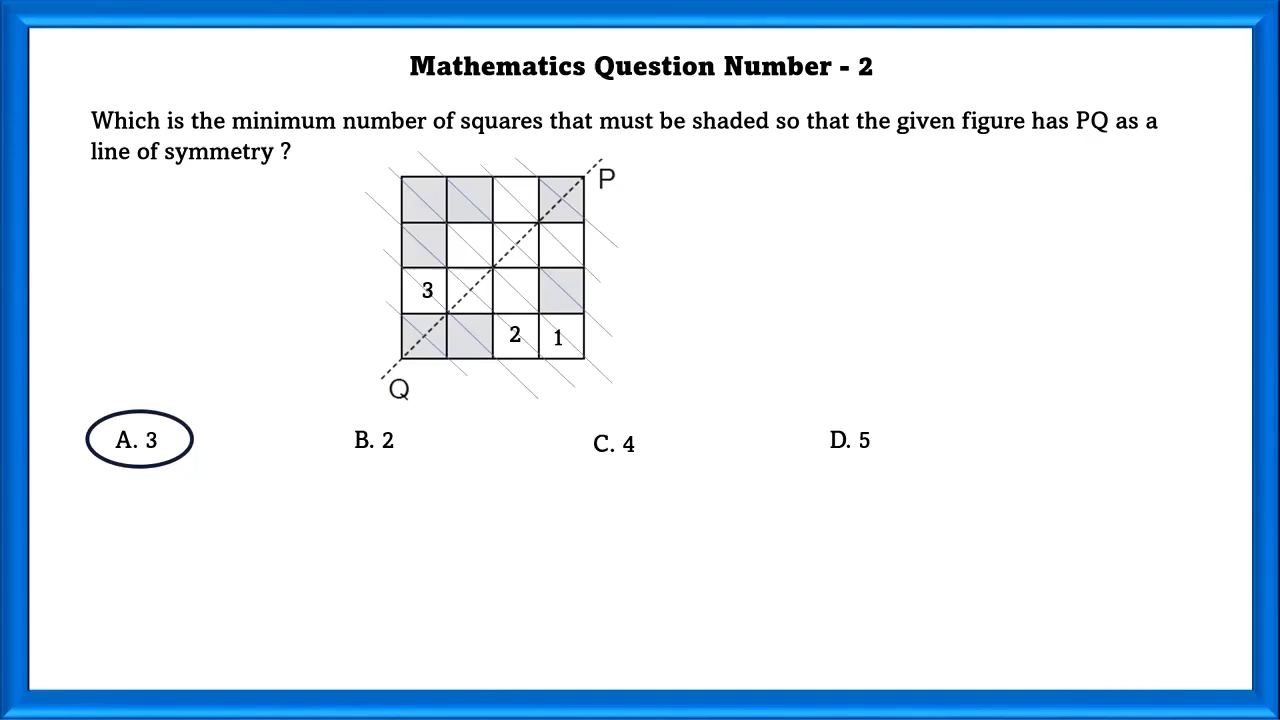 Mathematics Question Number - 2
Which is the minimum number of squares that must be shaded so that the given figure has PQ as a
line of symmetry ?
P
3
2 1
Q
A. 3 B. 2 C. 4 D. 5